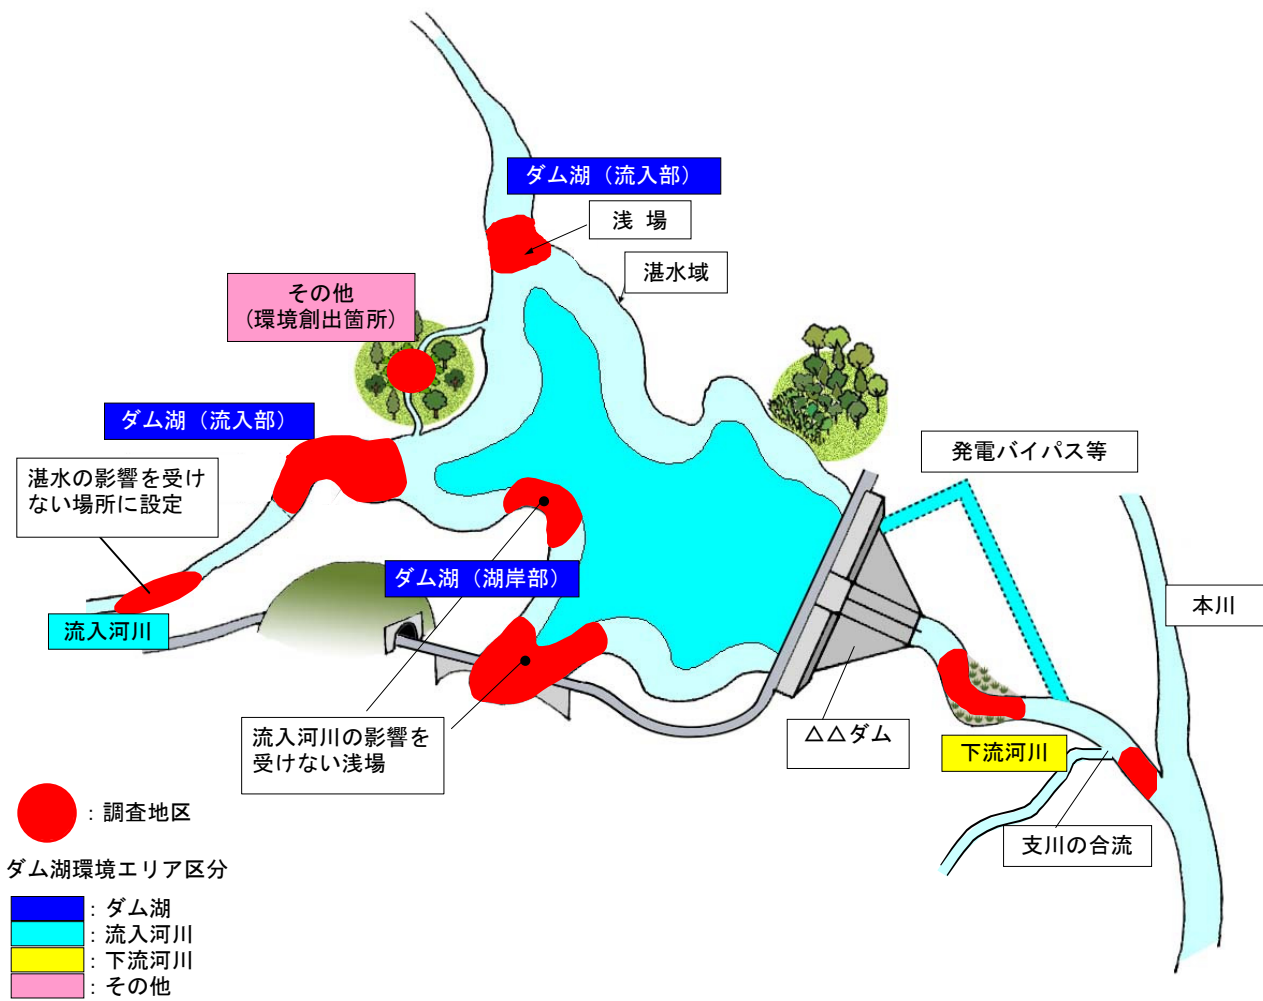 ダム湖（流入部）
浅 場
湛水域
その他
（環境創出箇所）
ダム湖（流入部）
湛水の影響を受け
ない場所に設定
発電バイパス等
ダム湖（湖岸部）
流入河川
本川
流入河川の影響を
受けない浅場
△△ダム
下流河川
支川の合流
：調査地区
ダム湖環境エリア区分
：ダム湖
：流入河川
：下流河川
：その他